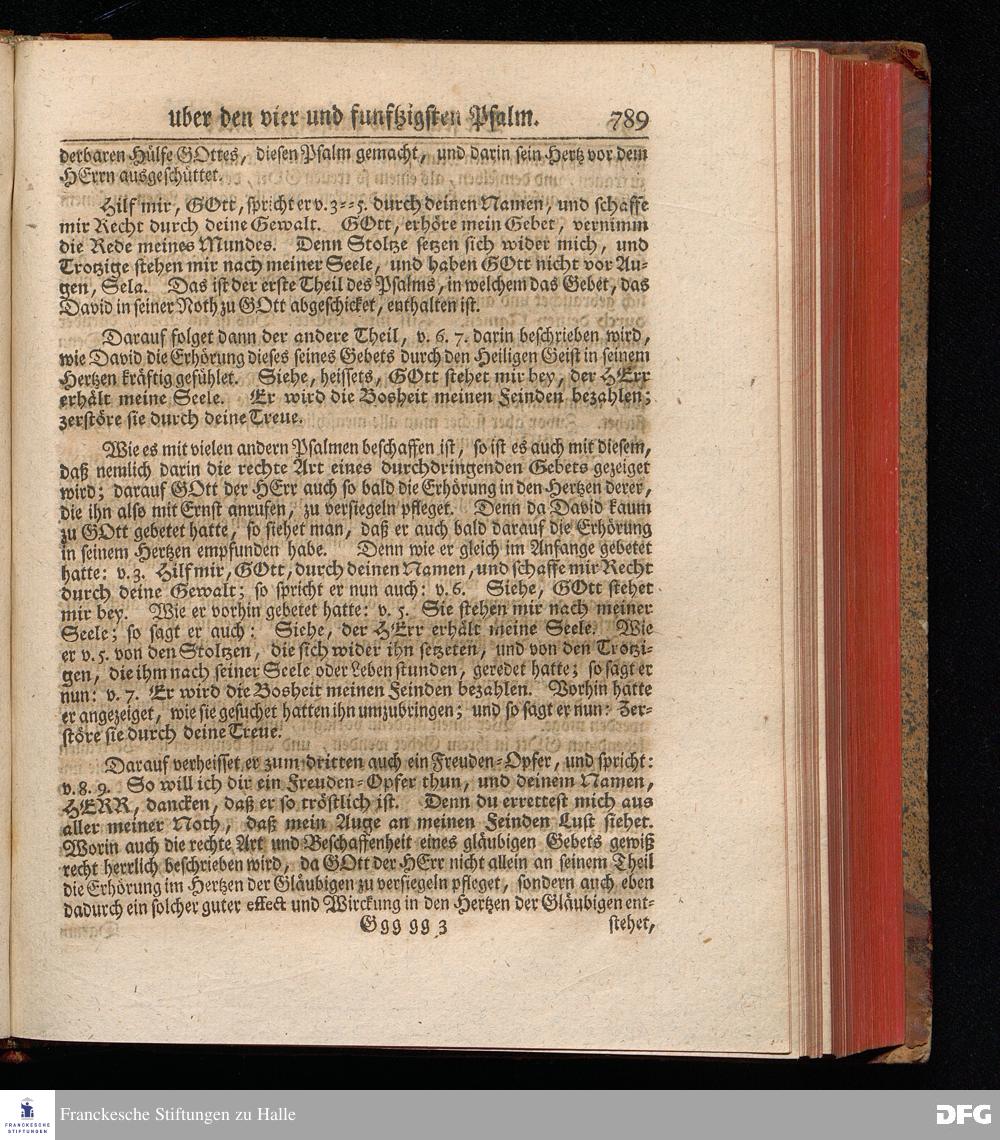 uber den vier und funftzigsten Psalm. 789
derbaren Hülfe GOttes, diesen Psalm gemacht, und darin sein Hertz vor dem
HErrn ausgeschüttet.
Hilf mir, GOtt, spricht er v. 3==5. durch deinen Namen, und schaffe
mir Recht durch deine Gewalt. GOtt, erhöre mein Gebet, vernimm
die Rede meines Mundes. Denn Stoltze setzen sich wider mich, und
Trotzige stehen mir nach meiner Seele, und haben GOtt nicht vor Au-
gen, Sela. Das ist der erste Theil des Psalms, in welchem das Gebet, das
David in seiner Noth zu GOtt abgeschicket, enthalten ist.
Darauf folget dann der andere Theil, v. 6. 7. darin beschrieben wird,
wie David die Erhörung dieses seines Gebets durch den Heiligen Geist in seinem
Hertzen kräftig gefühlet. Siehe, heissets, GOtt stehet mir bey, der HErr
erhält meine Seele. Er wird die Bosheit meinen Feinden bezahlen;
zerstöre sie durch deine Treue.
Wie es mit vielen andern Psalmen beschaffen ist, so ist es auch mit diesem,
daß nemlich darin die rechte Art eines durchdringenden Gebets gezeiget
wird; darauf GOtt der HErr auch so bald die Erhörung in den Hertzen derer,
die ihn also mit Ernst anrufen, zu versiegeln pfleget. Denn da David kaum
zu GOtt gebetet hatte, so siehet man, daß er auch bald darauf die Erhörung
in seinem Hertzen empfunden habe. Denn wie er gleich im Anfange gebetet
hatte: v. 3. Hilf mir, GOtt, durch deinen Namen, und schaffe mir Recht
durch deine Gewalt; so spricht er nun auch: v. 6. Siehe, GOtt stehet
mir bey. Wie er vorhin gebetet hatte: v. 5. Sie stehen mir nach meiner
Seele; so sagt er auch: Siehe, der HErr erhält meine Seele. Wie
er v. 5. von den Stoltzen, die sich wider ihn setzeten, und von den Trotzi-
gen, die ihm nach seiner Seele oder Leben stunden, geredet hatte; so sagt er
nun: v. 7. Er wird die Bosheit meinen Feinden bezahlen. Vorhin hatte
er angezeiget, wie sie gesuchet hatten ihn umzubringen; und so sagt er nun: Zer-
störe sie durch deine Treue.
Darauf verheisset er zum dritten auch ein Freuden-Opfer, und spricht:
v. 8. 9. So will ich dir ein Freuden-Opfer thun, und deinem Namen,
HERR, dancken, daß er so tröstlich ist. Denn du errettest mich aus
aller meiner Noth, daß mein Auge an meinen Feinden Lust siehet.
Worin auch die rechte Art und Beschaffenheit eines gläubigen Gebets gewiß
recht herrlich beschrieben wird, da GOtt der HErr nicht allein an seinem Theil
die Erhörung im Hertzen der Gläubigen zu versiegeln pfleget, sondern auch eben
dadurch ein solcher guter effect und Wirckung in den Hertzen der Gläubigen ent-
Ggg gg 3 stehet,
FRANCKESCHE
STIFTUNGEN
Franckesche Stiftungen zu Halle
DFG